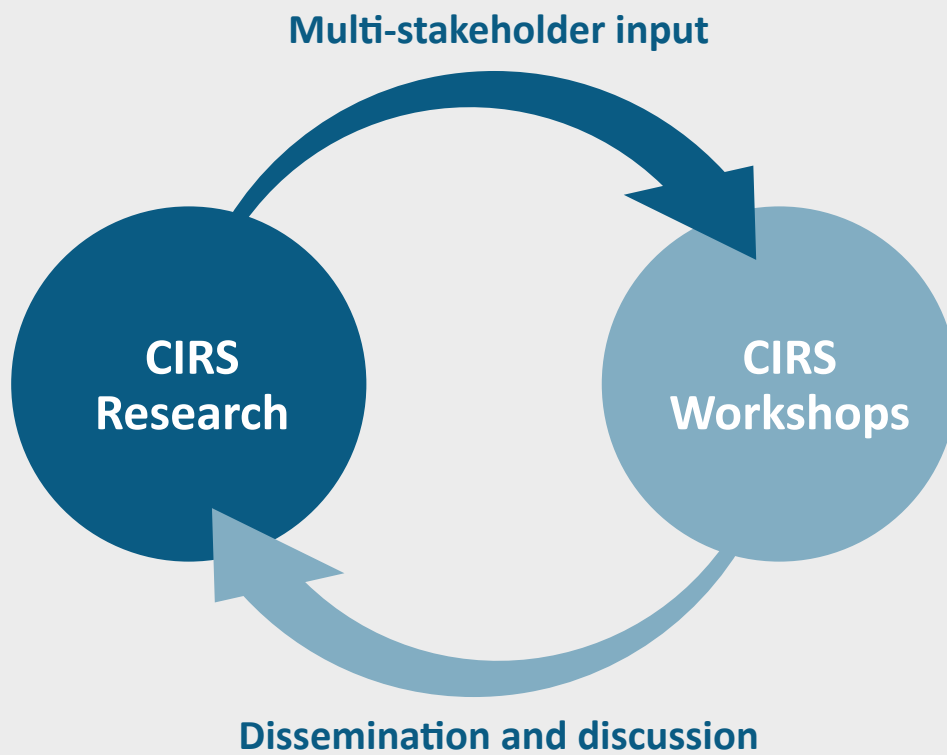 Multi-stakeholder input
CIRS
Research
CIRS
Workshops
Dissemination and discussion